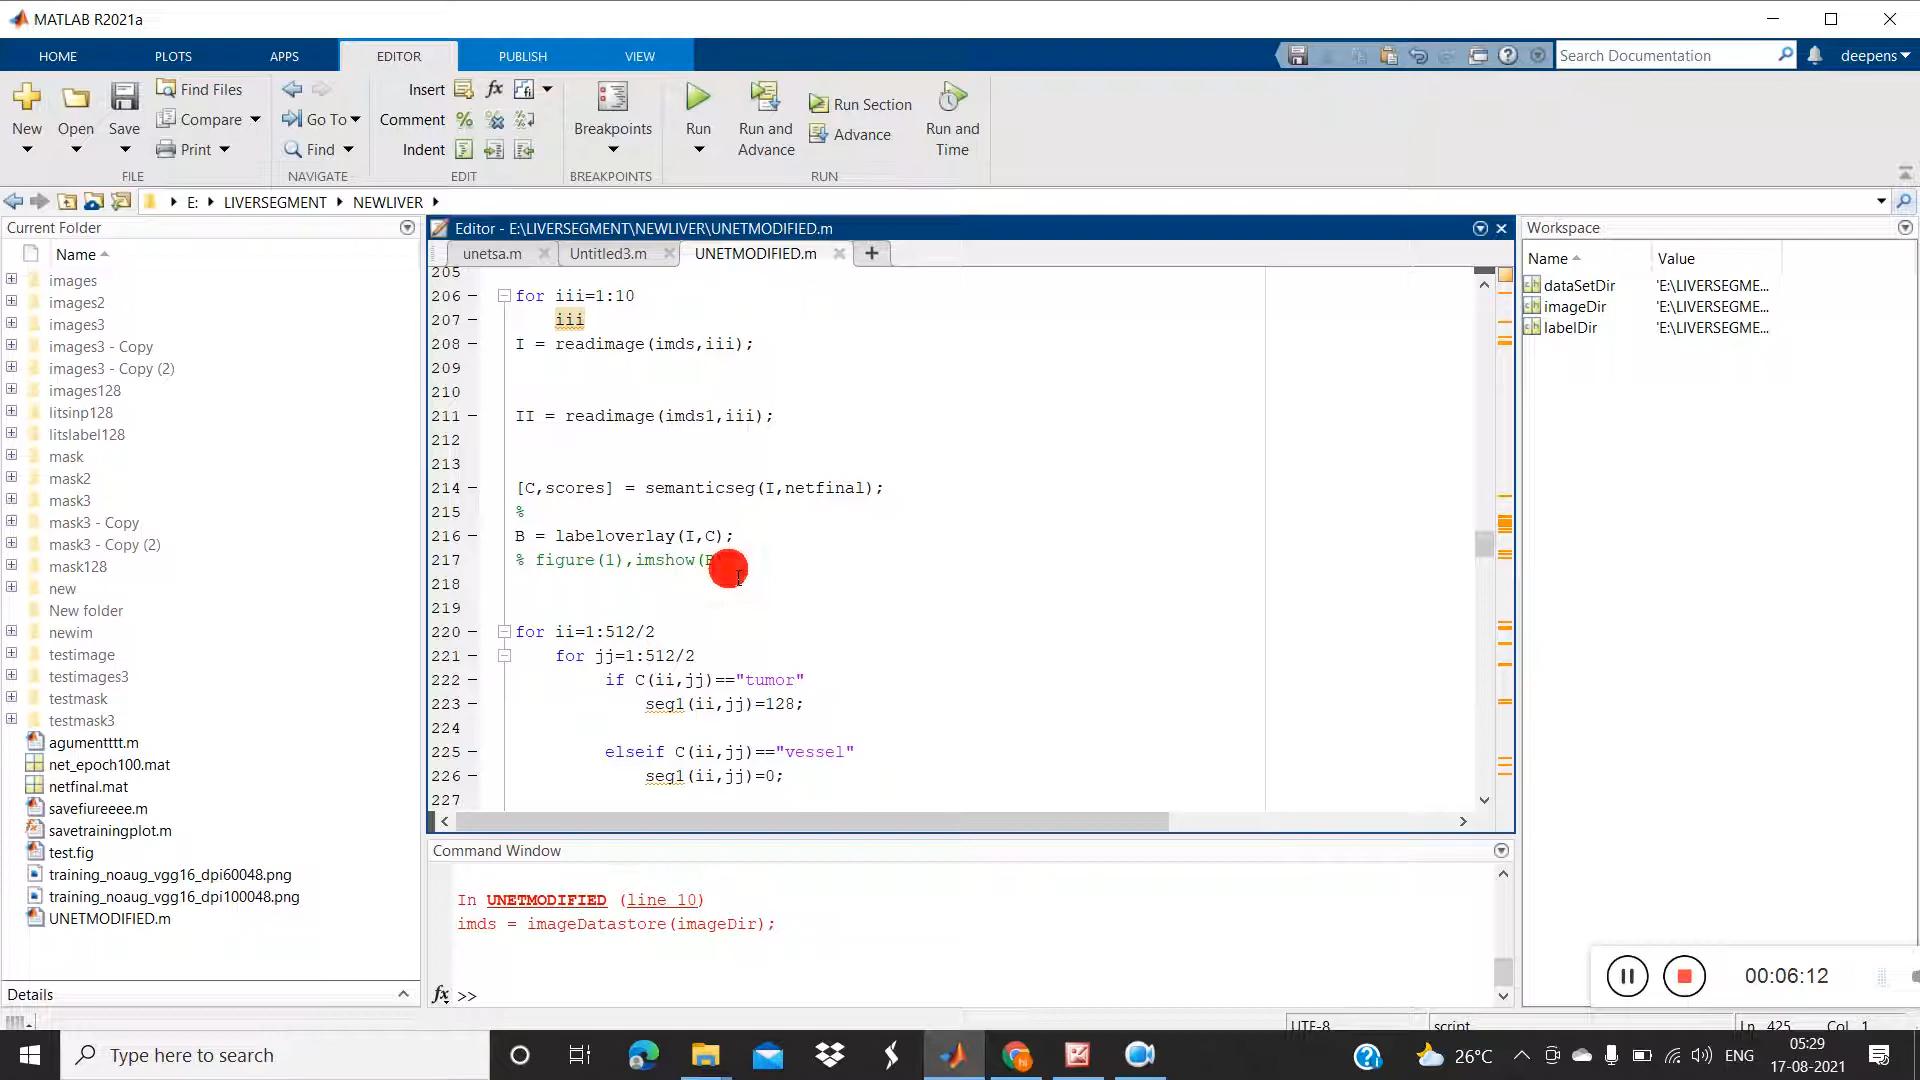 MATLAB R2021a
HOME PLOTS APPS EDITOR PUBLISH VIEW
Search Documentation
deepens
New
Open
Save
Find Files
Compare
Print
FILE
Go To
Find
NAVIGATE
Insert
Comment
Indent
EDIT
Breakpoints
BREAKPOINTS
Run
Run and Advance
Run Section
Advance
Run and Time
RUN
E: LIVERSEGMENT NEWLIVER
Current Folder
Name
images
images2
images3
images3 - Copy
images3 - Copy (2)
images128
litsinp128
litslabel128
mask
mask2
mask3
mask3 - Copy
mask3 - Copy (2)
mask128
new
New folder
newim
testimage
testimages3
testmask
testmask3
agumentttt.m
net_epoch100.mat
netfinal.mat
savefiureeee.m
savetrainingplot.m
test.fig
training_noaug_vgg16_dpi60048.png
training_noaug_vgg16_dpi100048.png
UNETMODIFIED.m
Details
Editor - E:\LIVERSEGMENT\NEWLIVER\UNETMODIFIED.m
unetsa.m Untitled3.m UNETMODIFIED.m
205
206 – for iii=1:10
207 – iii
208 – I = readimage(imds,iii);
209
210
211 – II = readimage(imds1,iii);
212
213
214 – [C,scores] = semanticseg(I,netfinal);
215 %
216 – B = labeloverlay(I,C);
217 % figure(1),imshow(
218
219
220 – for ii=1:512/2
221 – for jj=1:512/2
222 – if C(ii,jj)=="tumor"
223 – seg1(ii,jj)=128;
224
225 – elseif C(ii,jj)=="vessel"
226 – seg1(ii,jj)=0;
227
Command Window
In UNETMODIFIED (line 10)
imds = imageDatastore(imageDir);
fx >>
Workspace
Name Value
dataSetDir 'E:\LIVERSEGME...
imageDir 'E:\LIVERSEGME...
labelDir 'E:\LIVERSEGME...
00:06:12
UTF-8 script Ln 425 Col 1
Type here to search
26°C
ENG
05:29
17-08-2021